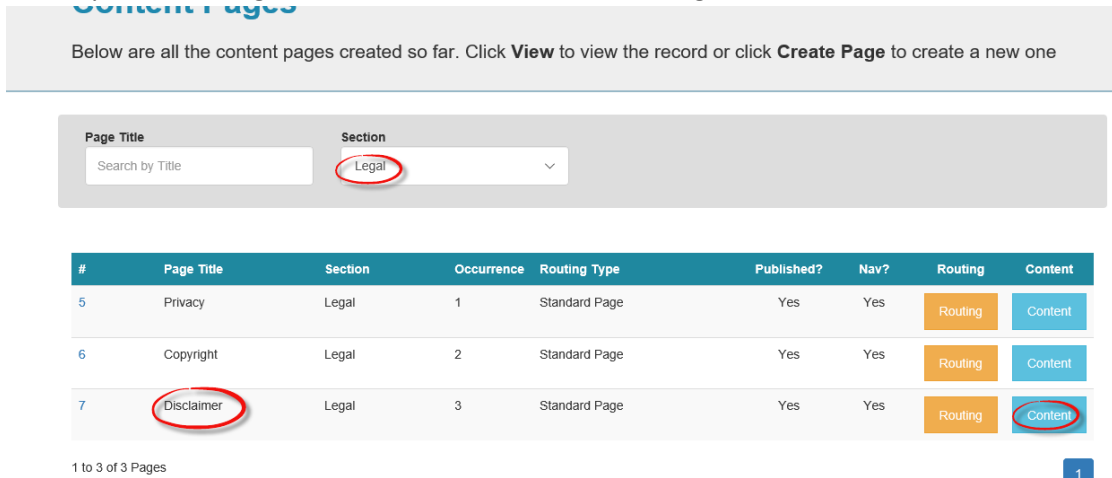 Content Pages
Below are all the content pages created so far. Click View to view the record or click Create Page to create a new one
Page Title Section
Search by Title Legal
# Page Title Section Occurrence Routing Type Published? Nav? Routing Content
5 Privacy Legal 1 Standard Page Yes Yes Routing Content
6 Copyright Legal 2 Standard Page Yes Yes Routing Content
7 Disclaimer Legal 3 Standard Page Yes Yes Routing Content
1 to 3 of 3 Pages 1